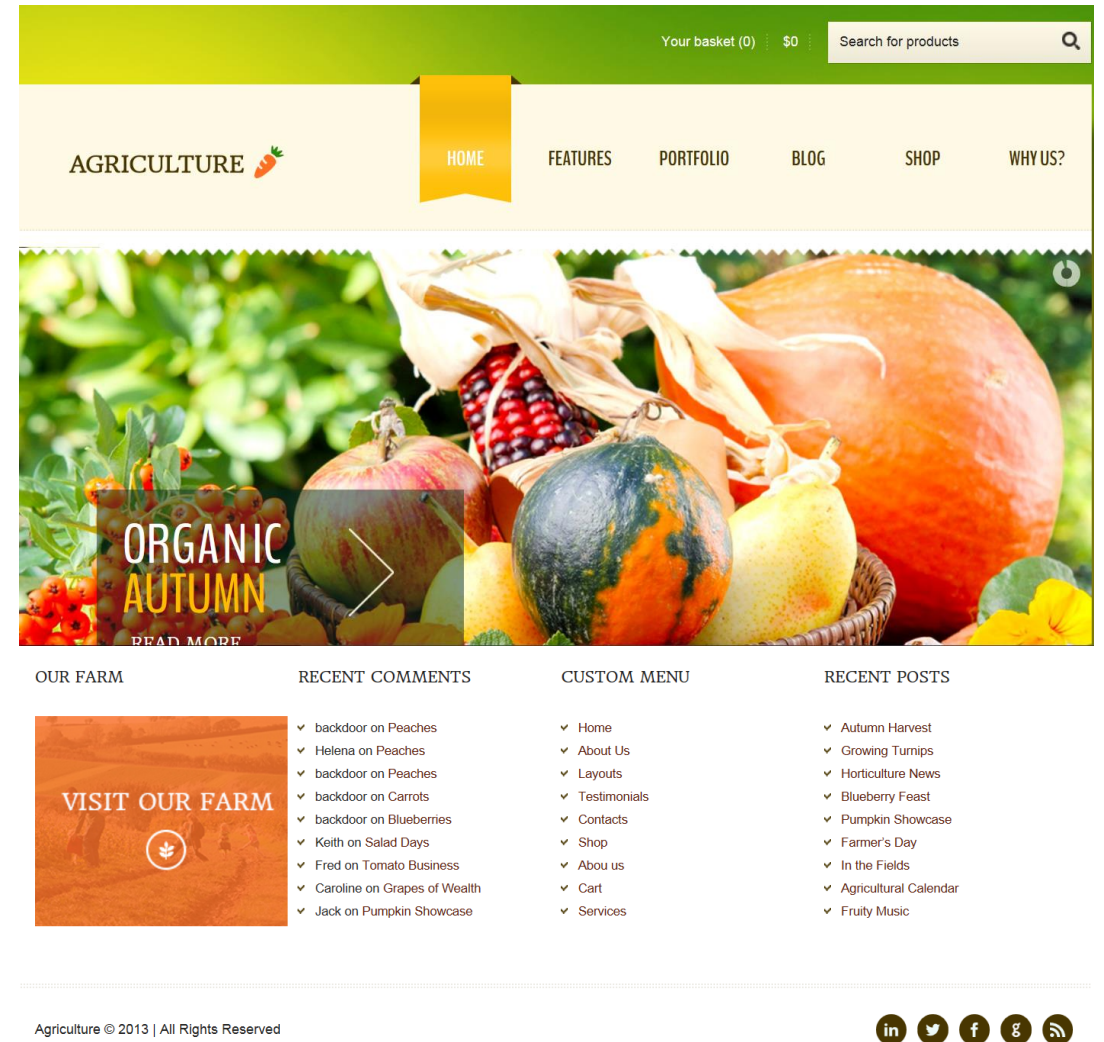 Your basket (0) $0 Search for products
AGRICULTURE HOME FEATURES PORTFOLIO BLOG SHOP WHY US?
ORGANIC
AUTUMN
READ MORE
OUR FARM
VISIT OUR FARM
RECENT COMMENTS
backdoor on Peaches
Helena on Peaches
backdoor on Peaches
backdoor on Carrots
backdoor on Blueberries
Keith on Salad Days
Fred on Tomato Business
Caroline on Grapes of Wealth
Jack on Pumpkin Showcase
CUSTOM MENU
Home
About Us
Layouts
Testimonials
Contacts
Shop
Abou us
Cart
Services
RECENT POSTS
Autumn Harvest
Growing Turnips
Horticulture News
Blueberry Feast
Pumpkin Showcase
Farmer's Day
In the Fields
Agricultural Calendar
Fruity Music
Agriculture © 2013 | All Rights Reserved
in f g